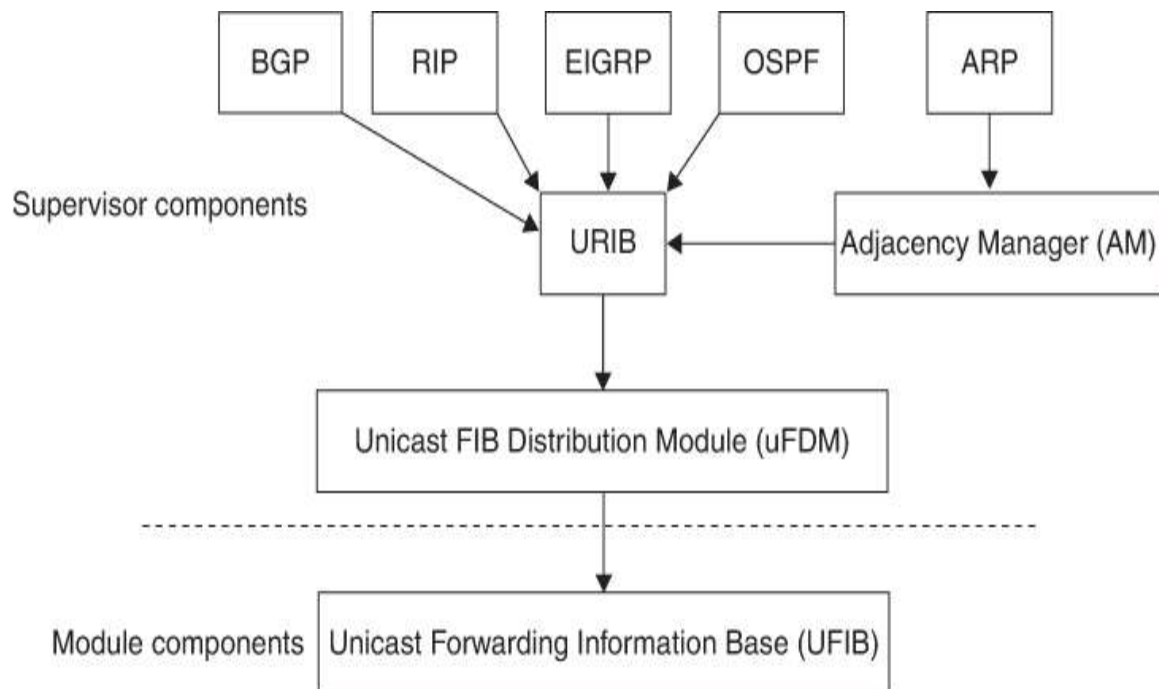 BGP
RIP
EIGRP
OSPF
ARP
Supervisor components
URIB
Adjacency Manager (AM)
Unicast FIB Distribution Module (uFDM)
Module components
Unicast Forwarding Information Base (UFIB)